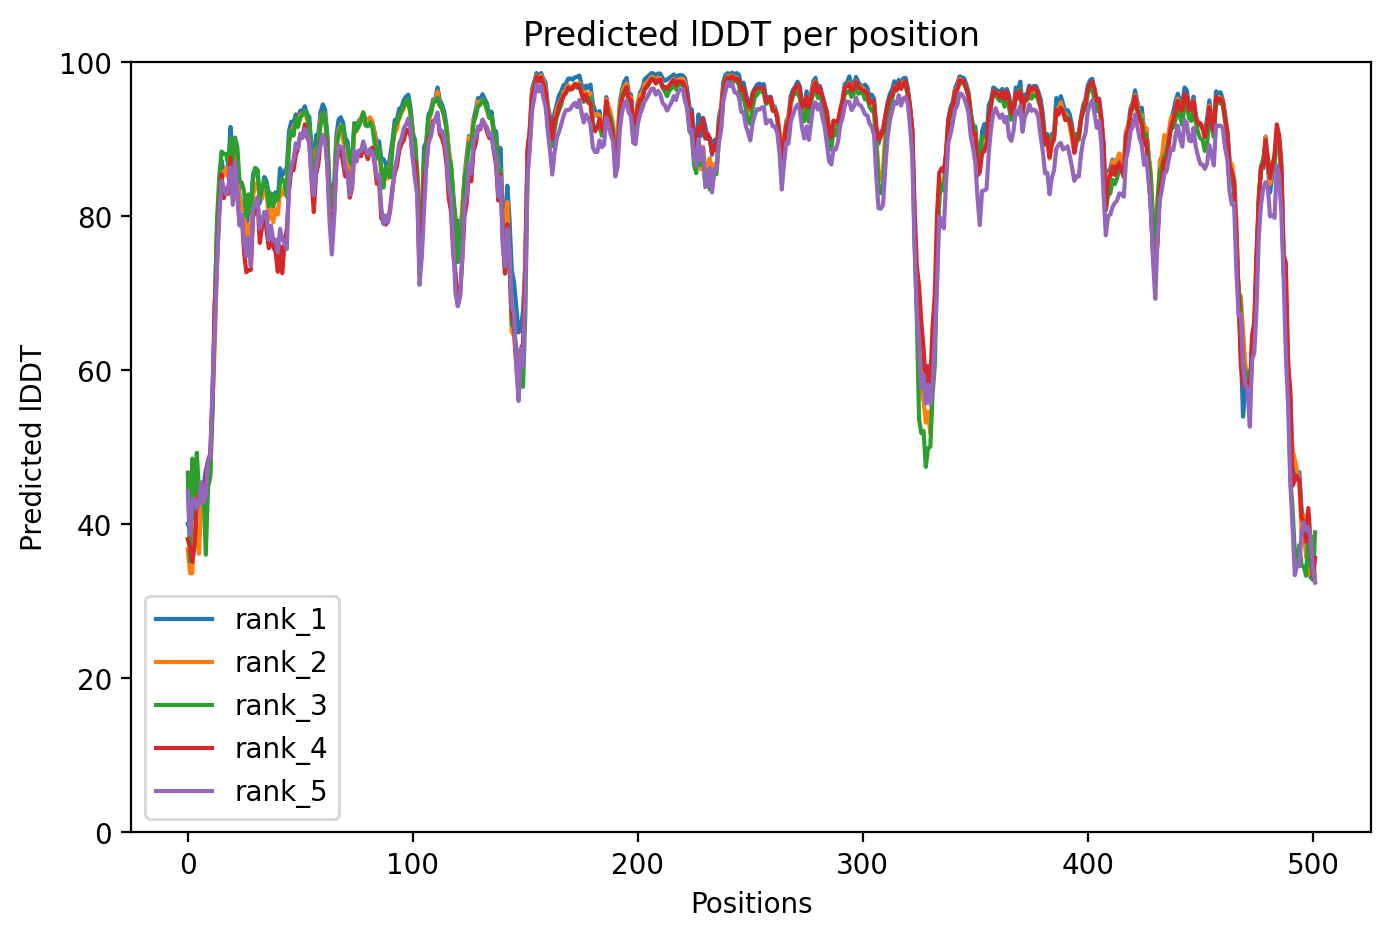 Predicted lDDT per position
Predicted lDDT
100
80
60
40
20
0
rank_1
rank_2
rank_3
rank_4
rank_5
0 100 200 300 400 500
Positions